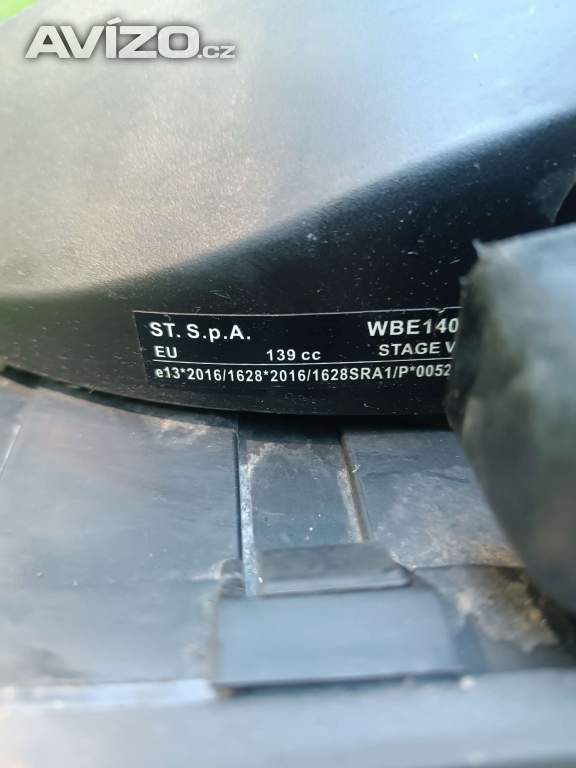 AVÍZO.cz
ST. S.p.A. WBE140
EU 139 cc STAGE V
e13*2016/1628*2016/1628SRA1/P*0052